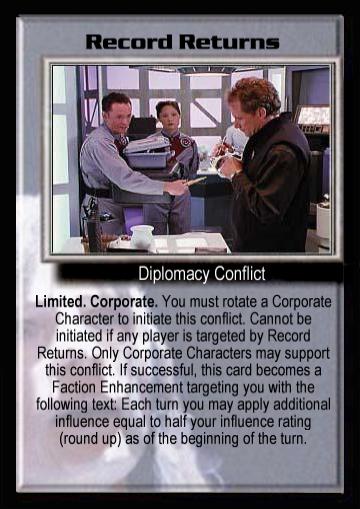 Record Returns
Diplomacy Conflict
Limited. Corporate. You must rotate a Corporate
Character to initiate this conflict. Cannot be
initiated if any player is targeted by Record
Returns. Only Corporate Characters may support
this conflict. If successful, this card becomes a
Faction Enhancement targeting you with the
following text: Each turn you may apply additional
influence equal to half your influence rating
(round up) as of the beginning of the turn.